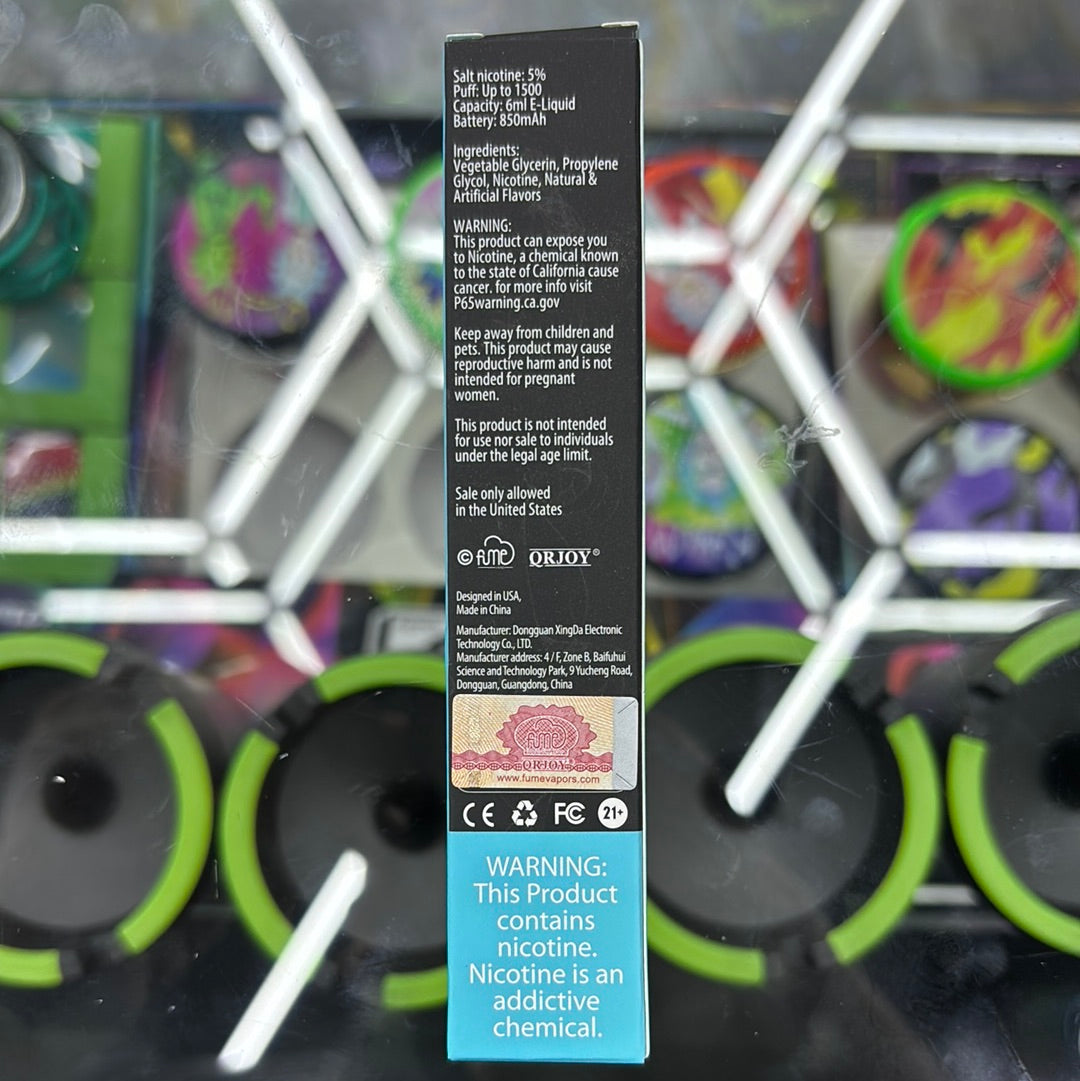 Salt nicotine: 5%
Puff: Up to 1500
Capacity: 6ml E-Liquid
Battery: 850mAh
Ingredients:
Vegetable Glycerin, Propylene
Glycol, Nicotine, Natural &
Artificial Flavors
WARNING:
This product can expose you
to Nicotine, a chemical known
to the state of California cause
cancer. for more info visit
P65warning.ca.gov
Keep away from children and
pets. This product may cause
reproductive harm and is not
intended for pregnant
women.
This product is not intended
for use nor sale to individuals
under the legal age limit.
Sale only allowed
in the United States
© fume QRJOY®
Designed in USA,
Made in China
Manufacturer: Dongguan XingDa Electronic
Technology Co., LTD.
Manufacturer address: 4 / F, Zone B, Baifuhui
Science and Technology Park, 9 Yucheng Road,
Dongguan, Guangdong, China
fume
QRJOY
www.fumevapors.com
CE FC 21+
WARNING:
This Product
contains
nicotine.
Nicotine is an
addictive
chemical.